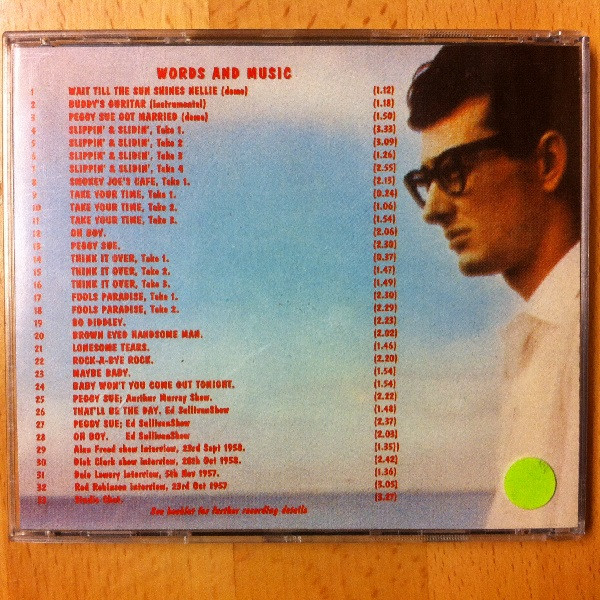 WORDS AND MUSIC
1 WAIT TILL THE SUN SHINES NELLIE (demo) (1.12)
2 BUDDY'S GUOITAR (instrumental) (1.18)
3 PEGGY SUE GOT MARRIED (demo) (1.50)
4 SLIPPIN' & SLIDIN', Take 1. (3.33)
5 SLIPPIN' & SLIDIN', Take 2 (3.09)
6 SLIPPIN' & SLIDIN', Take 3 (1.26)
7 SLIPPIN' & SLIDIN', Take 4 (2.55)
8 SMOKEY JOE'S CAFE, Take 1. (2.15)
9 TAKE YOUR TIME, Take 1. (0.24)
10 TAKE YOUR TIME, Take 2. (1.06)
11 TAKE YOUR TIME, Take 3. (1.54)
12 OH BOY. (2.06)
13 PEGGY SUE. (2.30)
14 THINK IT OVER, Take 1. (0.37)
15 THINK IT OVER, Take 2. (1.47)
16 THINK IT OVER, Take 3. (1.49)
17 FOOLS PARADISE, Take 1. (2.30)
18 FOOLS PARADISE, Take 2. (2.29)
19 BO DIDDLEY. (2.23)
20 BROWN EYED HANDSOME MAN. (2.02)
21 LONESOME TEARS. (1.46)
22 ROCK-A-BYE ROCK. (2.20)
23 MAYBE BABY. (1.54)
24 BABY WON'T YOU COME OUT TONIGHT. (1.54)
25 PEGGY SUE; Aurthur Murray Show. (2.22)
26 THAT'LL BE THE DAY, Ed SullivanShow (1.48)
27 PEGGY SUE; Ed SullivanShow (2.37)
28 OH BOY. Ed SullivanShow (2.03)
29 Alan Freed show interview, 23rd Sept 1958. (1.35))
30 Dick Clark show interview, 28th Oct 1958. (2.42)
31 Dale Lowery interview, 5th Nov 1957. (1.36)
32 Red Robinson interview, 23rd Oct 1957 (3.05)
33 Studio Chat. (3.27)
See booklet for further recording details